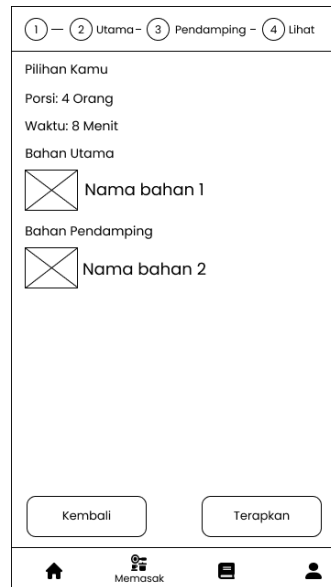 1 — 2 Utama - 3 Pendamping - 4 Lihat
Pilihan Kamu
Porsi: 4 Orang
Waktu: 8 Menit
Bahan Utama
Nama bahan 1
Bahan Pendamping
Nama bahan 2
Kembali Terapkan
Memasak